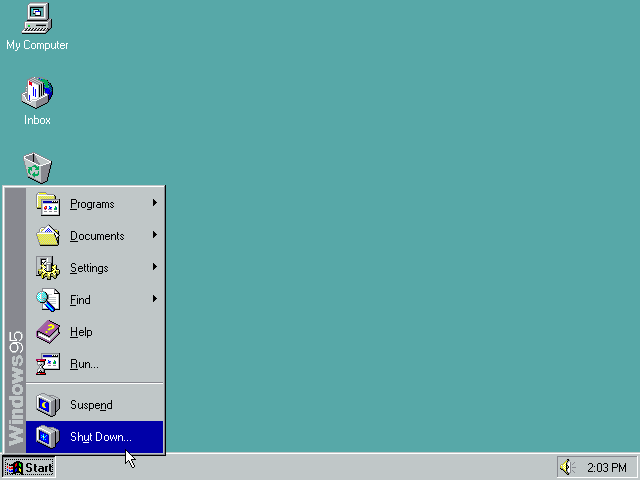 My Computer
Inbox
Programs
Documents
Settings
Find
Help
Run...
Suspend
Shut Down...
Windows95
Start
2:03 PM